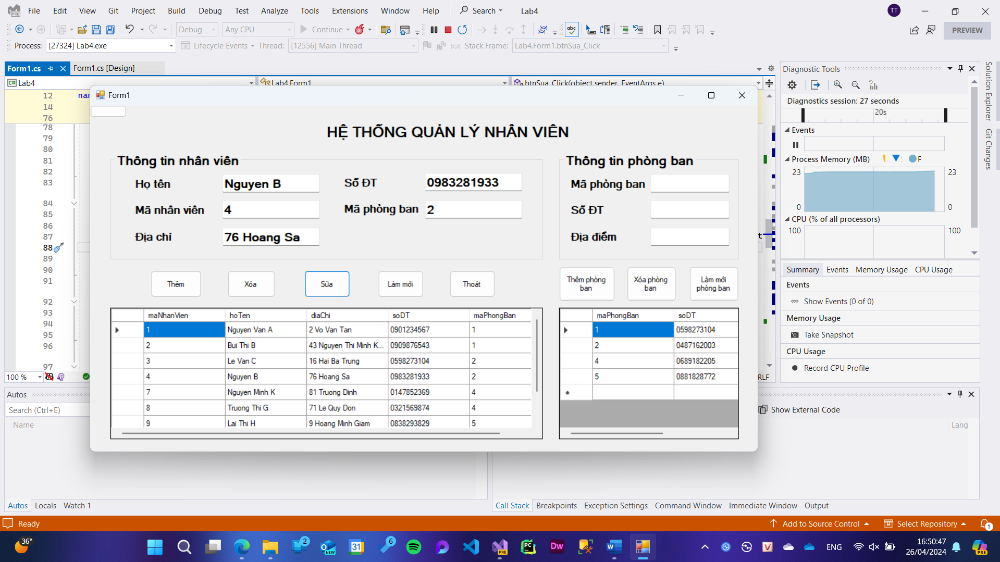 File Edit View Git Project Build Debug Test Analyze Tools Extensions Window Help Search Lab4 TT
Debug Any CPU Continue abc PREVIEW
Process: [27324] Lab4.exe Lifecycle Events Thread: [12556] Main Thread Stack Frame: Lab4.Form1.btnSua_Click
Form1.cs Form1.cs [Design]
C# Lab4 Lab4.Form1 btnSua_Click(object sender, EventArgs e)
12 nam
14
76
78
79
80
81
82
83
84
85
86
87
88
89
90
91
92
93
94
95
96
97
100 %
RLF
Form1
HỆ THỐNG QUẢN LÝ NHÂN VIÊN
Thông tin nhân viên
Họ tên Nguyen B Số ĐT 0983281933
Mã nhân viên 4 Mã phòng ban 2
Địa chỉ 76 Hoang Sa
Thông tin phòng ban
Mã phòng ban
Số ĐT
Địa điểm
Thêm Xóa Sửa Làm mới Thoát
Thêm phòng ban
Xóa phòng ban
Làm mới phòng ban
maNhanVien hoTen diaChi soDT maPhongBan
1 Nguyen Van A 2 Vo Van Tan 0901234567 1
2 Bui Thi B 43 Nguyen Thi Minh K... 0909876543 1
3 Le Van C 16 Hai Ba Trung 0598273104 2
4 Nguyen B 76 Hoang Sa 0983281933 2
7 Nguyen Minh K 81 Truong Dinh 0147852369 4
8 Truong Thi G 71 Le Quy Don 0321569874 4
9 Lai Thi H 9 Hoang Minh Giam 0838293829 5
maPhongBan soDT
1 0598273104
2 0487162003
4 0689182205
5 0881828772
Diagnostic Tools
Diagnostics session: 27 seconds
20s
Events
Process Memory (MB) P
23 23
0 0
CPU (% of all processors)
100 100
Summary Events Memory Usage CPU Usage
Events
Show Events (0 of 0)
Memory Usage
Take Snapshot
CPU Usage
Record CPU Profile
Solution Explorer
Git Changes
Autos
Search (Ctrl+E)
Name
Show External Code
Lang
Autos Locals Watch 1
Call Stack Breakpoints Exception Settings Command Window Immediate Window Output
Ready Add to Source Control Select Repository 1
36°
2 NEW 31 6 PRE PC Dw W
ENG
16:50:47
26/04/2024
PRE